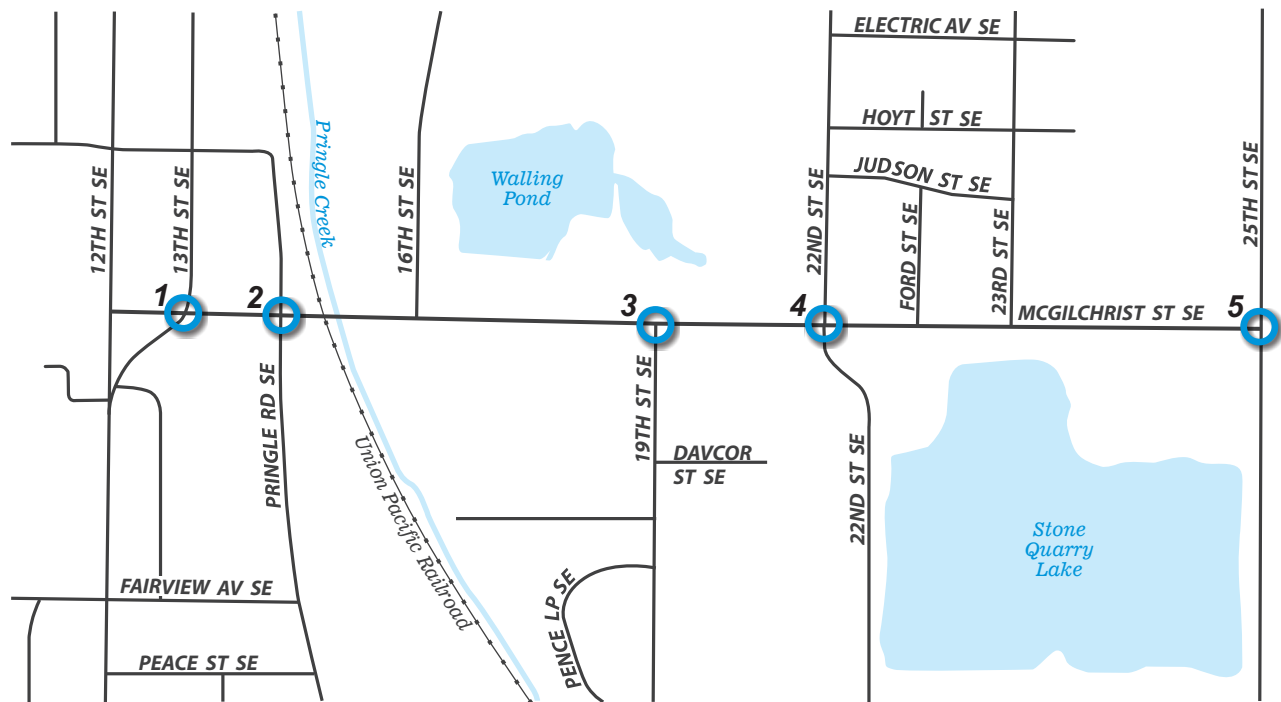 ELECTRIC AV SE
HOYT ST SE
JUDSON ST SE
Pringle Creek
Walling
Pond
12TH ST SE
13TH ST SE
16TH ST SE
22ND ST SE
FORD ST SE
23RD ST SE
25TH ST SE
1
2
3
4
5
MCGILCHRIST ST SE
PRINGLE RD SE
19TH ST SE
DAVCOR
ST SE
22ND ST SE
Union Pacific Railroad
Stone
Quarry
Lake
FAIRVIEW AV SE
PENCE LP SE
PEACE ST SE